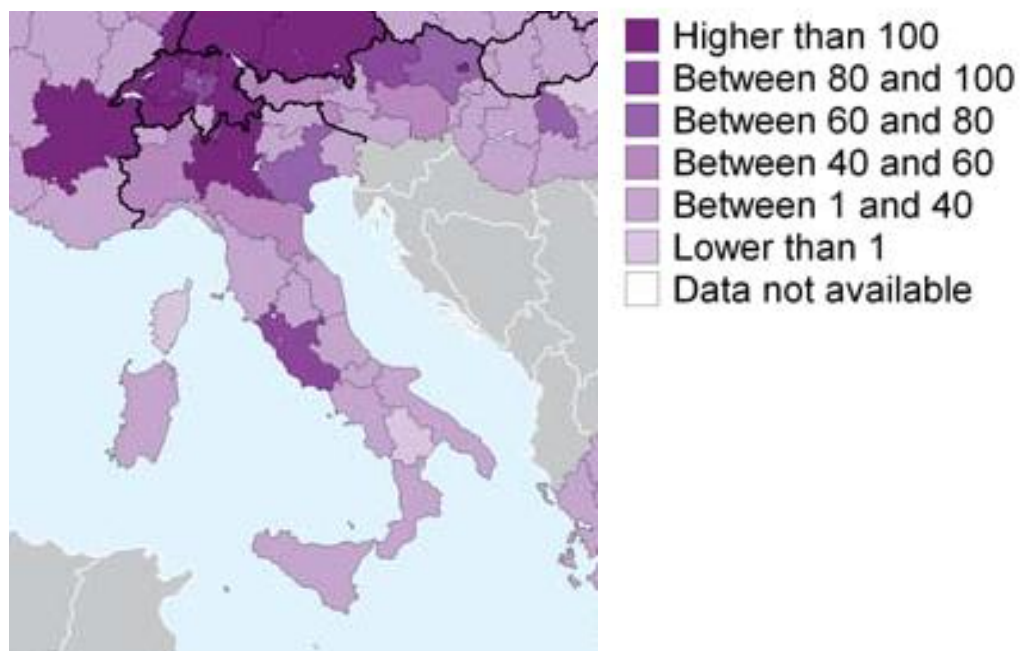 Higher than 100
Between 80 and 100
Between 60 and 80
Between 40 and 60
Between 1 and 40
Lower than 1
Data not available